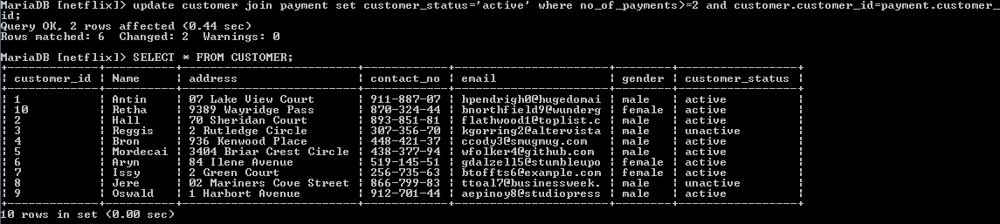 MariaDB [netflix]> update customer join payment set customer_status='active' where no_of_payments>=2 and customer.customer_id=payment.customer_
id;
Query OK, 2 rows affected (0.44 sec)
Rows matched: 6  Changed: 2  Warnings: 0
MariaDB [netflix]> SELECT * FROM CUSTOMER;
| customer_id | Name | address | contact_no | email | gender | customer_status |
| 1 | Antin | 07 Lake View Court | 911-887-07 | hpendrigh0@hugedomai | male | active |
| 10 | Retha | 9389 Wayridge Pass | 870-324-44 | bnorthfield9@wunderg | female | active |
| 2 | Hall | 70 Sheridan Court | 893-851-81 | flathwood1@toplist.c | male | active |
| 3 | Reggis | 2 Rutledge Circle | 307-356-70 | kgorring2@altervista | male | unactive |
| 4 | Bron | 936 Kenwood Place | 448-421-37 | ccody3@smugmug.com | male | active |
| 5 | Mordecai | 3404 Briar Crest Circle | 438-377-94 | wfolker4@github.com | male | active |
| 6 | Aryn | 84 Ilene Avenue | 519-145-51 | gdalzell5@stumbleupo | female | active |
| 7 | Issy | 2 Green Court | 256-735-63 | btoffts6@example.com | female | active |
| 8 | Jere | 02 Mariners Cove Street | 866-799-83 | ttoal7@businessweek. | male | unactive |
| 9 | Oswald | 1 Harbort Avenue | 912-701-44 | aepinoy8@studiopress | male | active |
10 rows in set (0.00 sec)